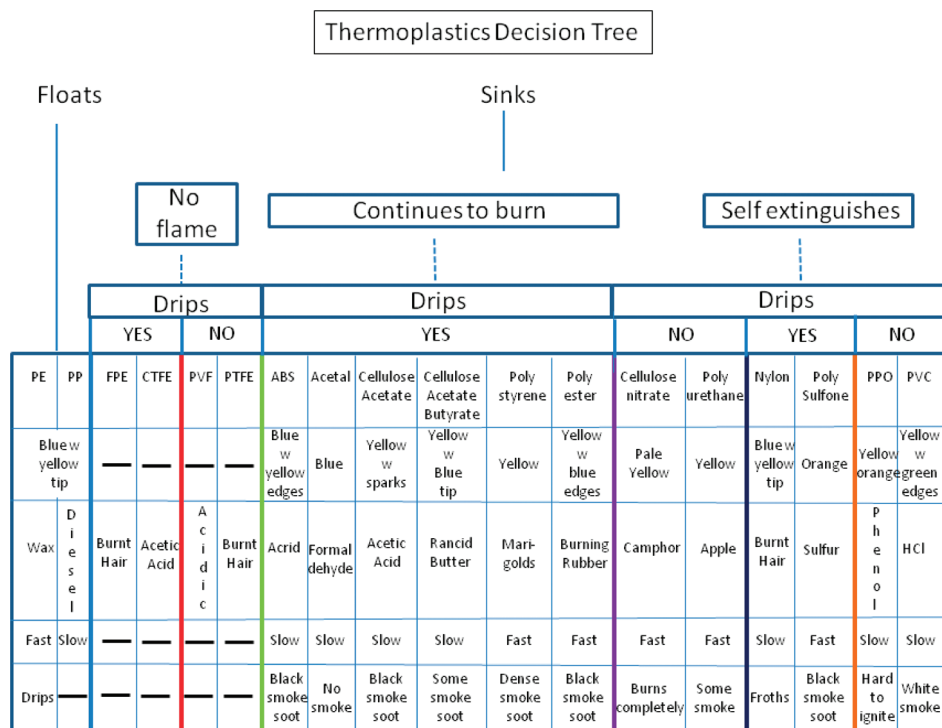 Thermoplastics Decision Tree
Floats
Sinks
No
flame
Continues to burn
Self extinguishes
Drips
Drips
Drips
YES
NO
YES
NO
YES
NO
PE
PP
FPE
CTFE
PVF
PTFE
ABS
Acetal
Cellulose
Acetate
Cellulose
Acetate
Butyrate
Poly
styrene
Poly
ester
Cellulose
nitrate
Poly
urethane
Nylon
Poly
Sulfone
PPO
PVC
Blue w
yellow
tip
Blue
w
yellow
edges
Blue
Yellow
w
sparks
Yellow
w
Blue
tip
Yellow
Yellow
w
blue
edges
Pale
Yellow
Yellow
Blue w
yellow
tip
Orange
Yellow
orange
Yellow
w
green
edges
Wax
D
i
e
s
e
l
Burnt
Hair
Acetic
Acid
A
c
i
d
i
c
Burnt
Hair
Acrid
Formal
dehyde
Acetic
Acid
Rancid
Butter
Mari-
golds
Burning
Rubber
Camphor
Apple
Burnt
Hair
Sulfur
P
h
e
n
o
l
HCl
Fast
Slow
Slow
Slow
Slow
Slow
Fast
Fast
Fast
Fast
Slow
Fast
Slow
Slow
Drips
Black
smoke
soot
No
smoke
Black
smoke
soot
Some
smoke
soot
Dense
smoke
soot
Black
smoke
soot
Burns
completely
Some
smoke
Froths
Black
smoke
soot
Hard
to
ignite
White
smoke